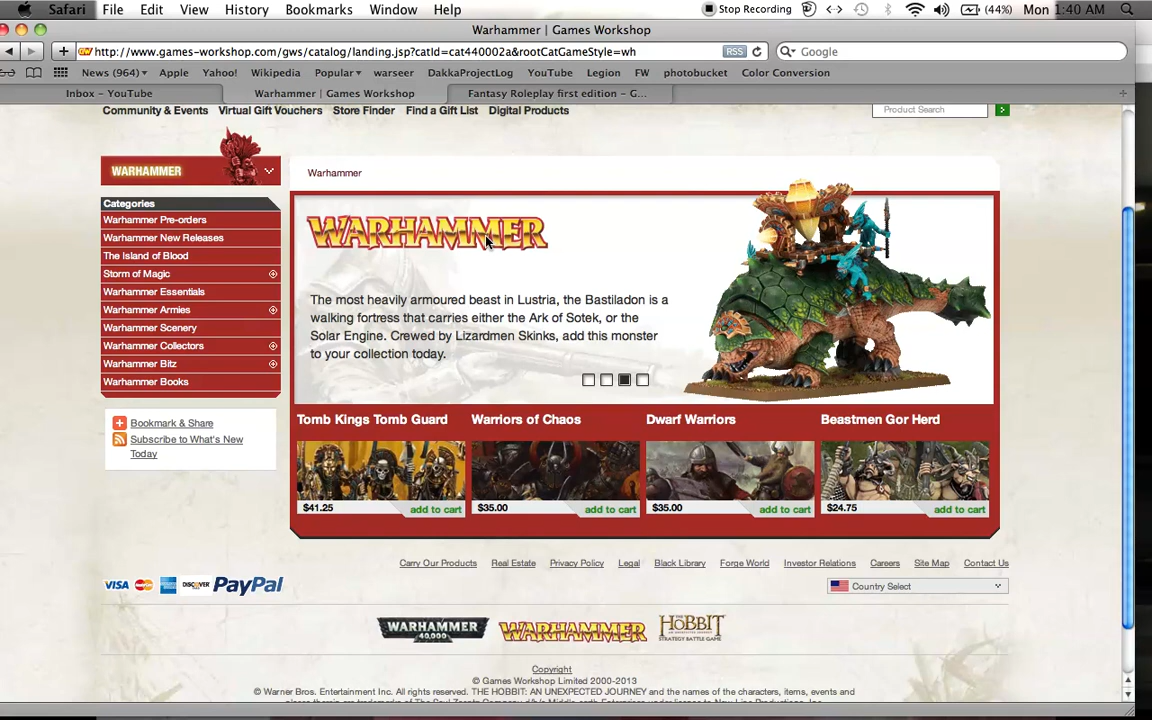 Safari File Edit View History Bookmarks Window Help Stop Recording (44%) Mon 1:40 AM
Warhammer | Games Workshop
http://www.games-workshop.com/gws/catalog/landing.jsp?catId=cat440002a&rootCatGameStyle=wh RSS Google
News (964) Apple Yahoo! Wikipedia Popular warseer DakkaProjectLog YouTube Legion FW photobucket Color Conversion
Inbox – YouTube Warhammer | Games Workshop Fantasy Roleplay first edition – G...
Community & Events Virtual Gift Vouchers Store Finder Find a Gift List Digital Products Product Search
WARHAMMER
Warhammer
Categories
Warhammer Pre-orders
Warhammer New Releases
The Island of Blood
Storm of Magic
Warhammer Essentials
Warhammer Armies
Warhammer Scenery
Warhammer Collectors
Warhammer Bitz
Warhammer Books
Bookmark & Share
Subscribe to What's New
Today
WARHAMMER
The most heavily armoured beast in Lustria, the Bastiladon is a
walking fortress that carries either the Ark of Sotek, or the
Solar Engine. Crewed by Lizardmen Skinks, add this monster
to your collection today.
Tomb Kings Tomb Guard Warriors of Chaos Dwarf Warriors Beastmen Gor Herd
$41.25 add to cart $35.00 add to cart $35.00 add to cart $24.75 add to cart
Carry Our Products Real Estate Privacy Policy Legal Black Library Forge World Investor Relations Careers Site Map Contact Us
VISA MasterCard DISCOVER PayPal Country Select
WARHAMMER 40,000 WARHAMMER THE HOBBIT STRATEGY BATTLE GAME
Copyright
© Games Workshop Limited 2000-2013
© Warner Bros. Entertainment Inc. All rights reserved. THE HOBBIT: AN UNEXPECTED JOURNEY and the names of the characters, items, events and